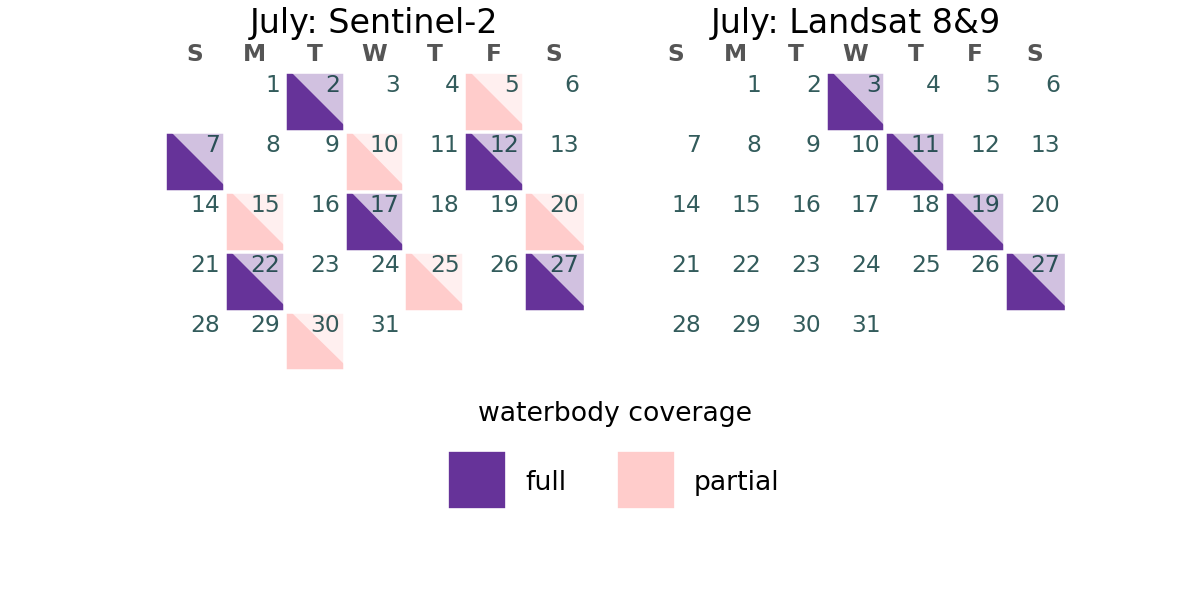 July: Sentinel-2
S M T W T F S
1 2 3 4 5 6
7 8 9 10 11 12 13
14 15 16 17 18 19 20
21 22 23 24 25 26 27
28 29 30 31
July: Landsat 8&9
S M T W T F S
1 2 3 4 5 6
7 8 9 10 11 12 13
14 15 16 17 18 19 20
21 22 23 24 25 26 27
28 29 30 31
waterbody coverage
full partial